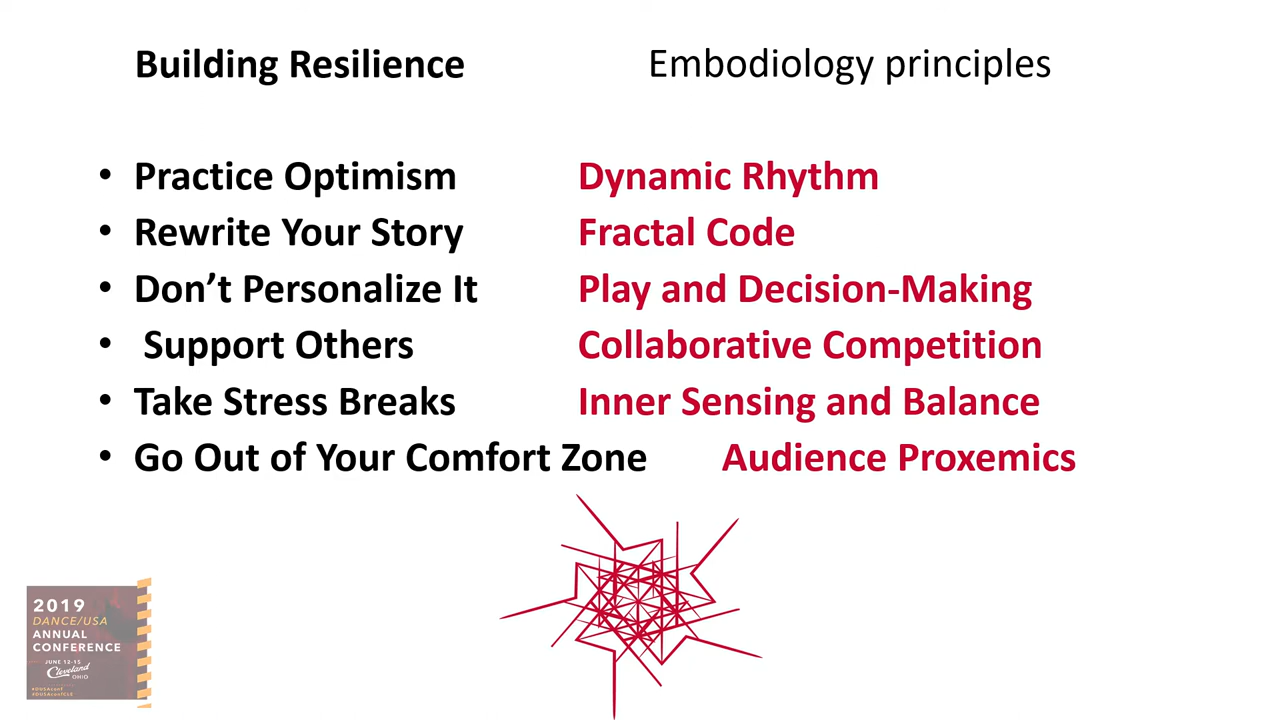 Building Resilience Embodiology principles
• Practice Optimism Dynamic Rhythm
• Rewrite Your Story Fractal Code
• Don’t Personalize It Play and Decision-Making
• Support Others Collaborative Competition
• Take Stress Breaks Inner Sensing and Balance
• Go Out of Your Comfort Zone Audience Proxemics
2019
DANCE/USA
ANNUAL
CONFERENCE
JUNE 12-15
Cleveland
OHIO
#DUSAconf
#DUSAconfCLE